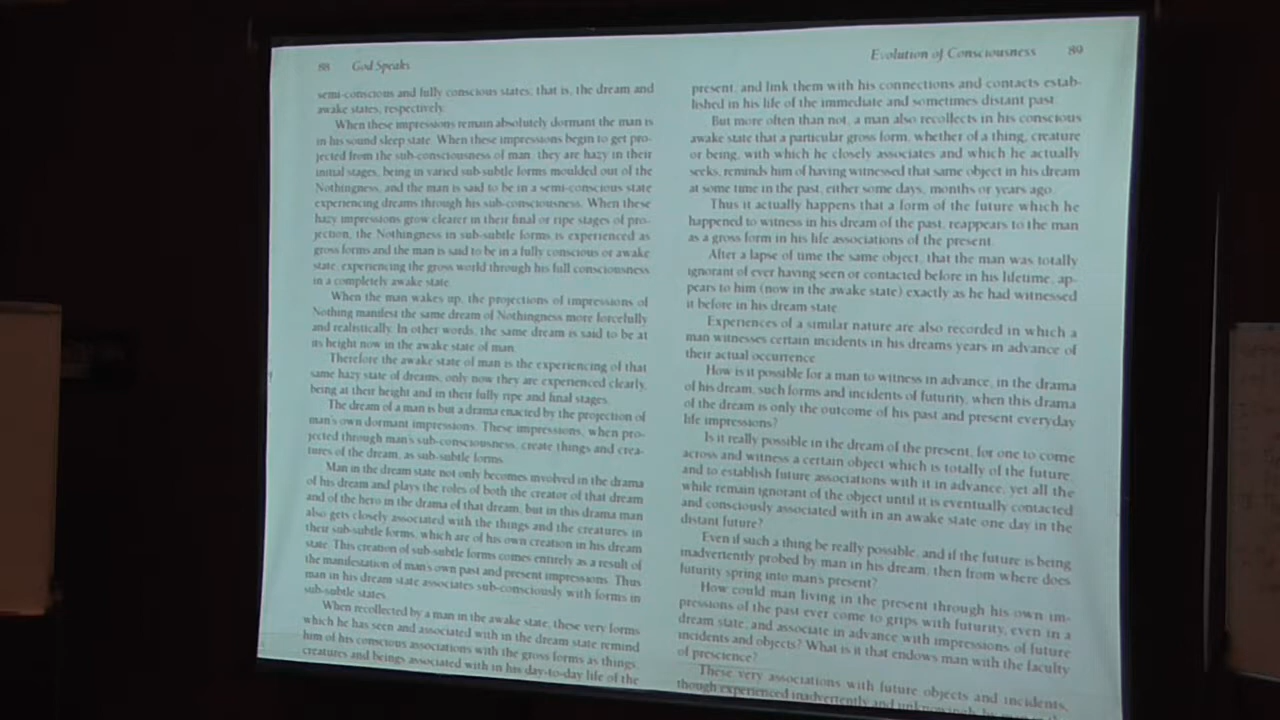 88 God Speaks
semi-conscious and fully conscious states, that is, the dream and
awake states, respectively.
When these impressions remain absolutely dormant the man is
in his sound sleep state. When these impressions begin to get pro-
jected from the sub-consciousness of man, they are hazy in their
initial stages, being in varied sub-subtle forms moulded out of the
Nothingness, and the man is said to be in a semi-conscious state
experiencing dreams through his sub-consciousness. When these
hazy impressions grow clearer in their final or ripe stages of pro-
jection, the Nothingness in sub-subtle forms is experienced as
gross forms and the man is said to be in a fully conscious or awake
state, experiencing the gross world through his full consciousness
in a completely awake state.
When the man wakes up, the projections of impressions of
Nothing manifest the same dream of Nothingness more forcefully
and realistically. In other words, the same dream is said to be at
its height now in the awake state of man.
Therefore the awake state of man is the experiencing of that
same hazy state of dreams, only now they are experienced clearly,
being at their height and in their fully ripe and final stages.
The dream of a man is but a drama enacted by the projection of
man's own dormant impressions. These impressions, when pro-
jected through man's sub-consciousness, create things and crea-
tures of the dream, as sub-subtle forms.
Man in the dream state not only becomes involved in the drama
of his dream and plays the roles of both the creator of that dream
and of the hero in the drama of that dream, but in this drama man
also gets closely associated with the things and the creatures in
their sub-subtle forms, which are of his own creation in his dream
state. This creation of sub-subtle forms comes entirely as a result of
the manifestation of man's own past and present impressions. Thus
man in his dream state associates sub-consciously with forms in
sub-subtle states.
When recollected by a man in the awake state, these very forms
which he has seen and associated with in the dream state remind
him of his conscious associations with the gross forms as things,
creatures and beings associated with in his day-to-day life of the
Evolution of Consciousness 89
present, and link them with his connections and contacts estab-
lished in his life of the immediate and sometimes distant past.
But more often than not, a man also recollects in his conscious
awake state that a particular gross form, whether of a thing, creature
or being, with which he closely associates and which he actually
seeks, reminds him of having witnessed that same object in his dream
at some time in the past, either some days, months or years ago.
Thus it actually happens that a form of the future which he
happened to witness in his dream of the past, reappears to the man
as a gross form in his life associations of the present.
After a lapse of time the same object, that the man was totally
ignorant of ever having seen or contacted before in his lifetime, ap-
pears to him (now in the awake state) exactly as he had witnessed
it before in his dream state.
Experiences of a similar nature are also recorded in which a
man witnesses certain incidents in his dreams years in advance of
their actual occurrence.
How is it possible for a man to witness in advance, in the drama
of his dream, such forms and incidents of futurity, when this drama
of the dream is only the outcome of his past and present everyday
life impressions?
Is it really possible in the dream of the present, for one to come
across and witness a certain object which is totally of the future,
and to establish future associations with it in advance, yet all the
while remain ignorant of the object until it is eventually contacted
and consciously associated with in an awake state one day in the
distant future?
Even if such a thing be really possible, and if the future is being
inadvertently probed by man in his dream, then from where does
futurity spring into man's present?
How could man living in the present through his own im-
pressions of the past ever come to grips with futurity, even in a
dream state, and associate in advance with impressions of future
incidents and objects? What is it that endows man with the faculty
of prescience?
These very associations with future objects and incidents,
though experienced inadvertently and unknowingly